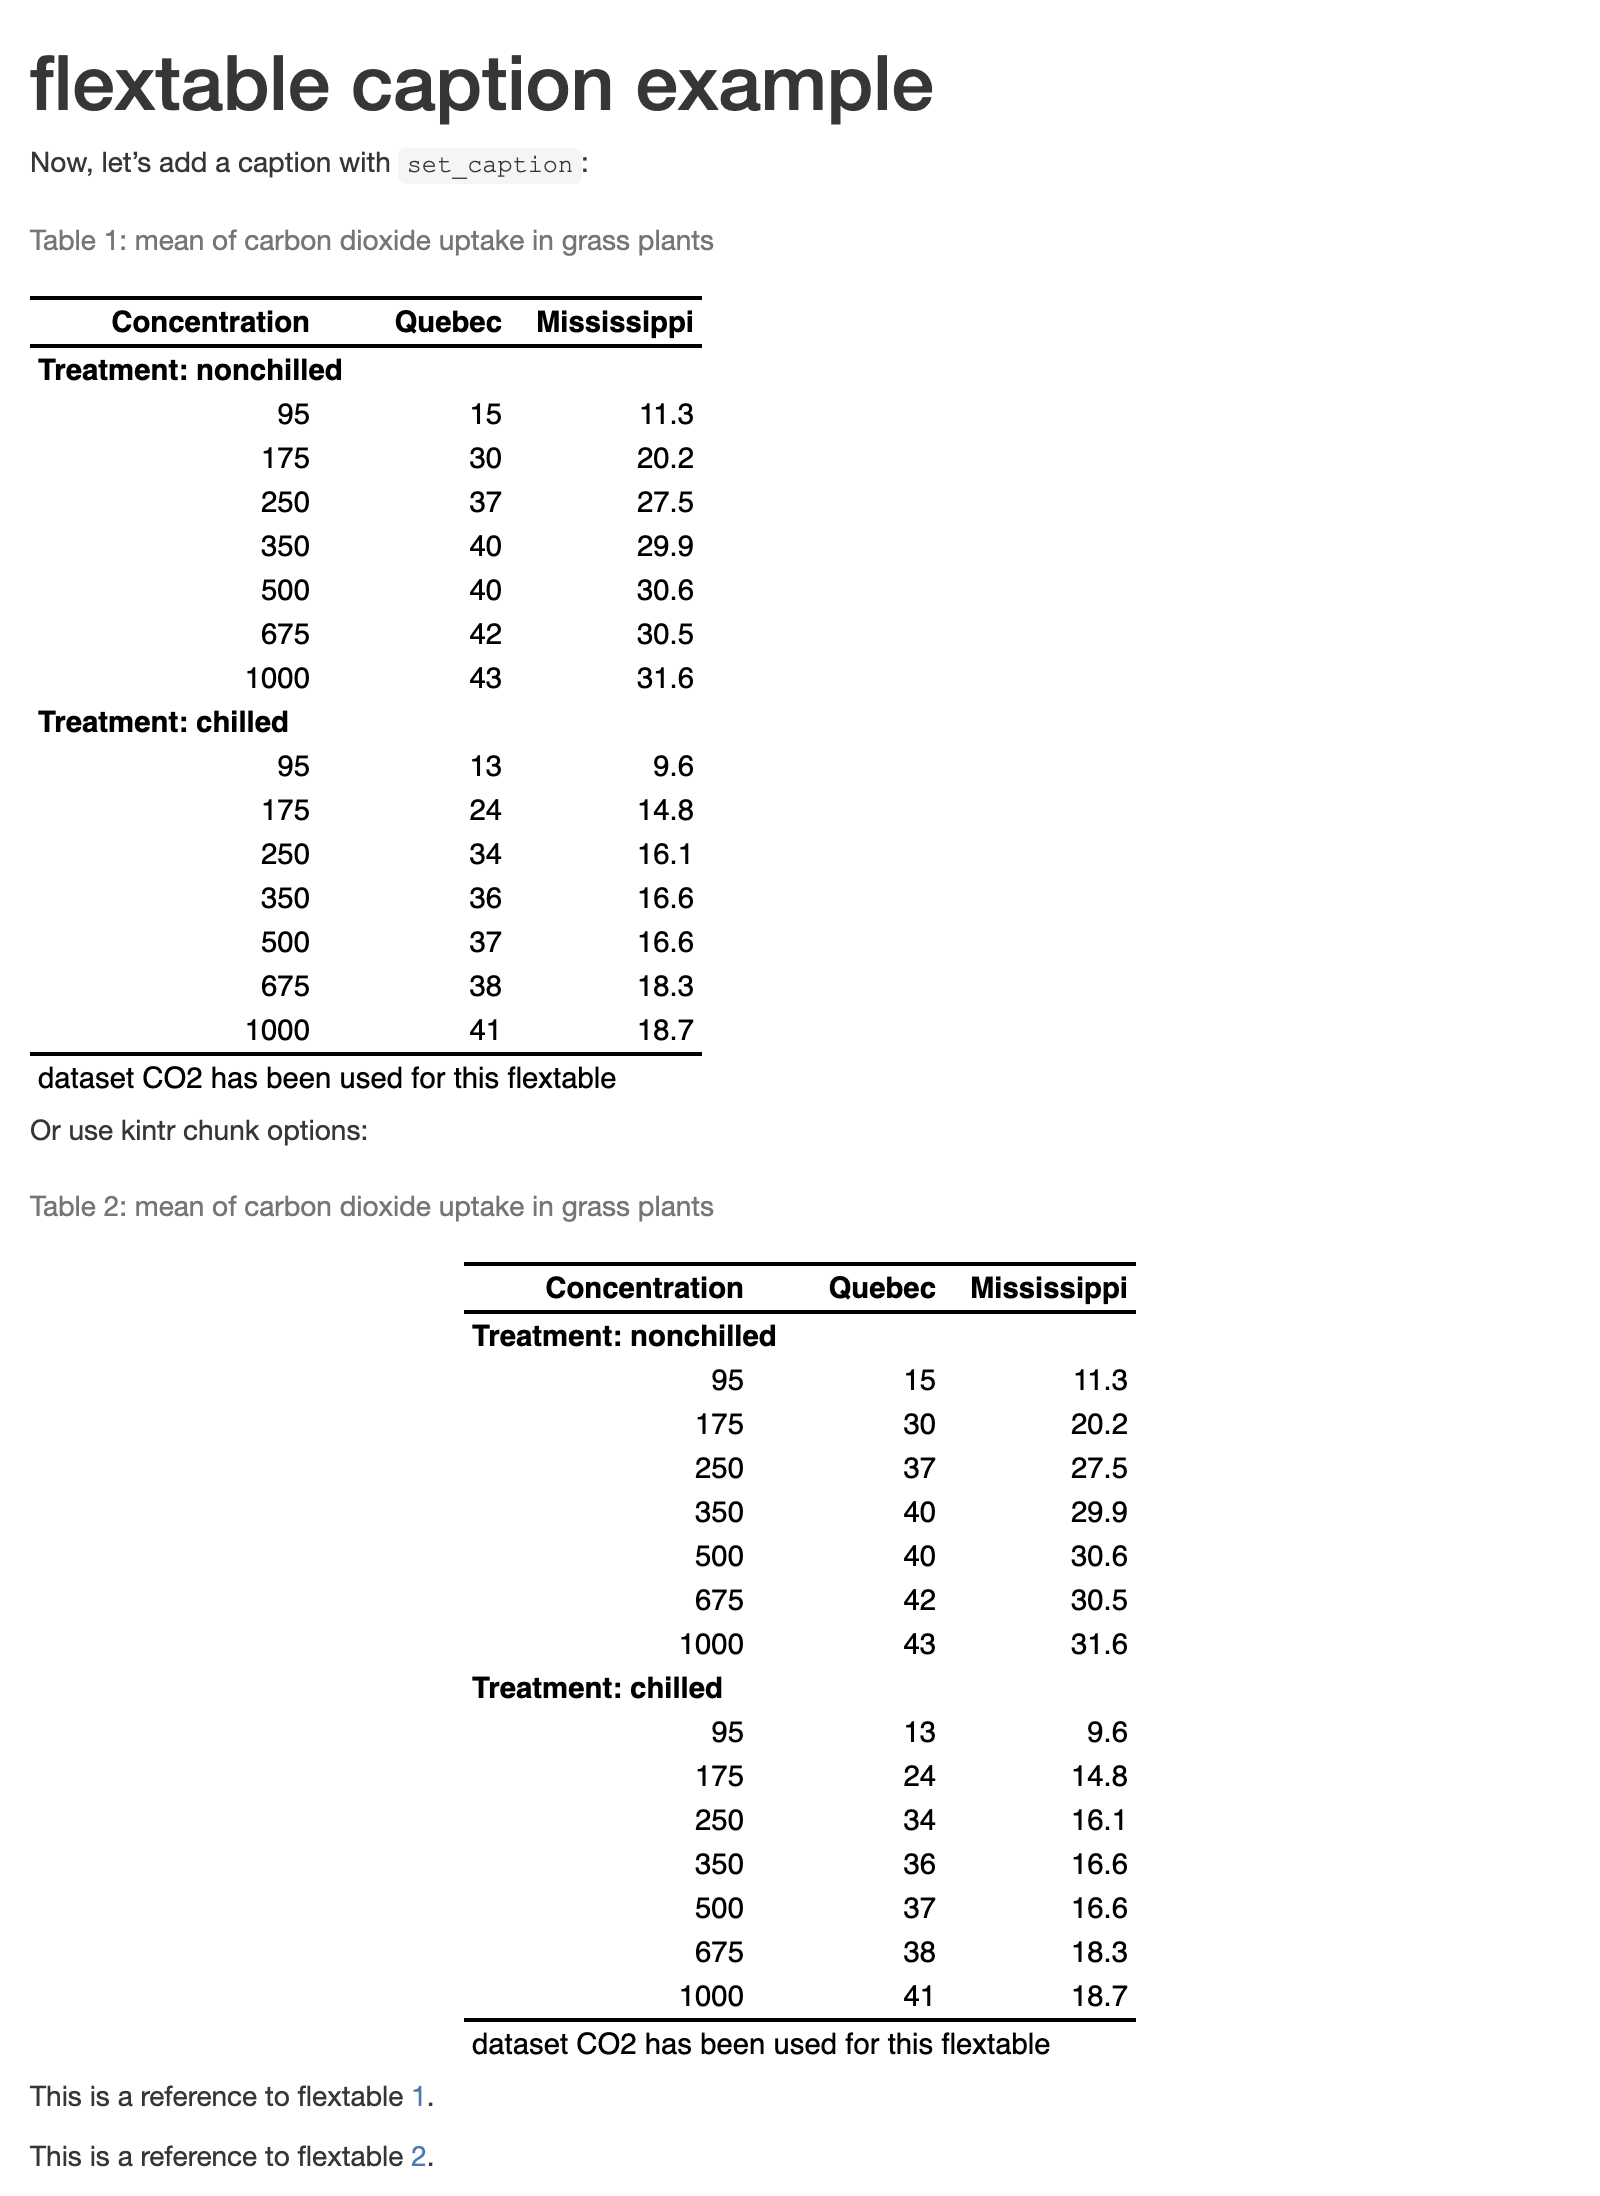 flextable caption example
Now, let’s add a caption with set_caption :
Table 1: mean of carbon dioxide uptake in grass plants
Concentration Quebec Mississippi
Treatment: nonchilled
95 15 11.3
175 30 20.2
250 37 27.5
350 40 29.9
500 40 30.6
675 42 30.5
1000 43 31.6
Treatment: chilled
95 13 9.6
175 24 14.8
250 34 16.1
350 36 16.6
500 37 16.6
675 38 18.3
1000 41 18.7
dataset CO2 has been used for this flextable
Or use kintr chunk options:
Table 2: mean of carbon dioxide uptake in grass plants
Concentration Quebec Mississippi
Treatment: nonchilled
95 15 11.3
175 30 20.2
250 37 27.5
350 40 29.9
500 40 30.6
675 42 30.5
1000 43 31.6
Treatment: chilled
95 13 9.6
175 24 14.8
250 34 16.1
350 36 16.6
500 37 16.6
675 38 18.3
1000 41 18.7
dataset CO2 has been used for this flextable
This is a reference to flextable 1.
This is a reference to flextable 2.